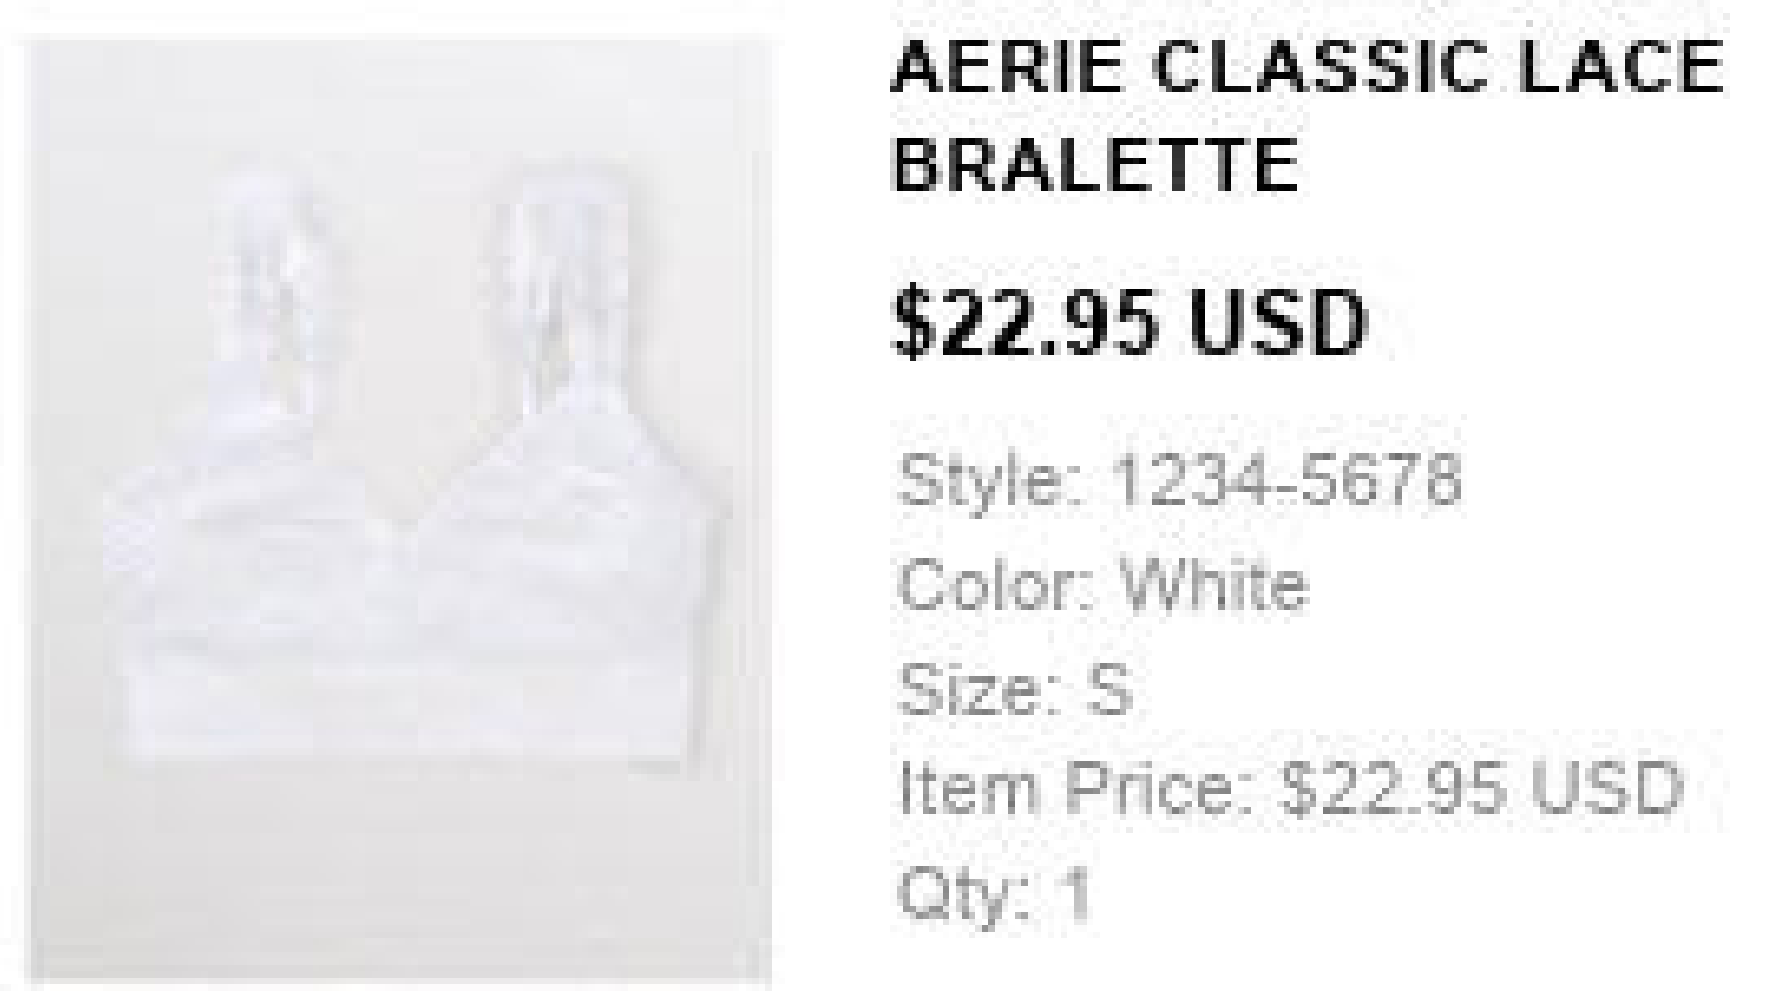 AERIE CLASSIC LACE
BRALETTE
$22.95 USD
Style: 1234-5678
Color: White
Size: S
Item Price: $22.95 USD
Qty: 1